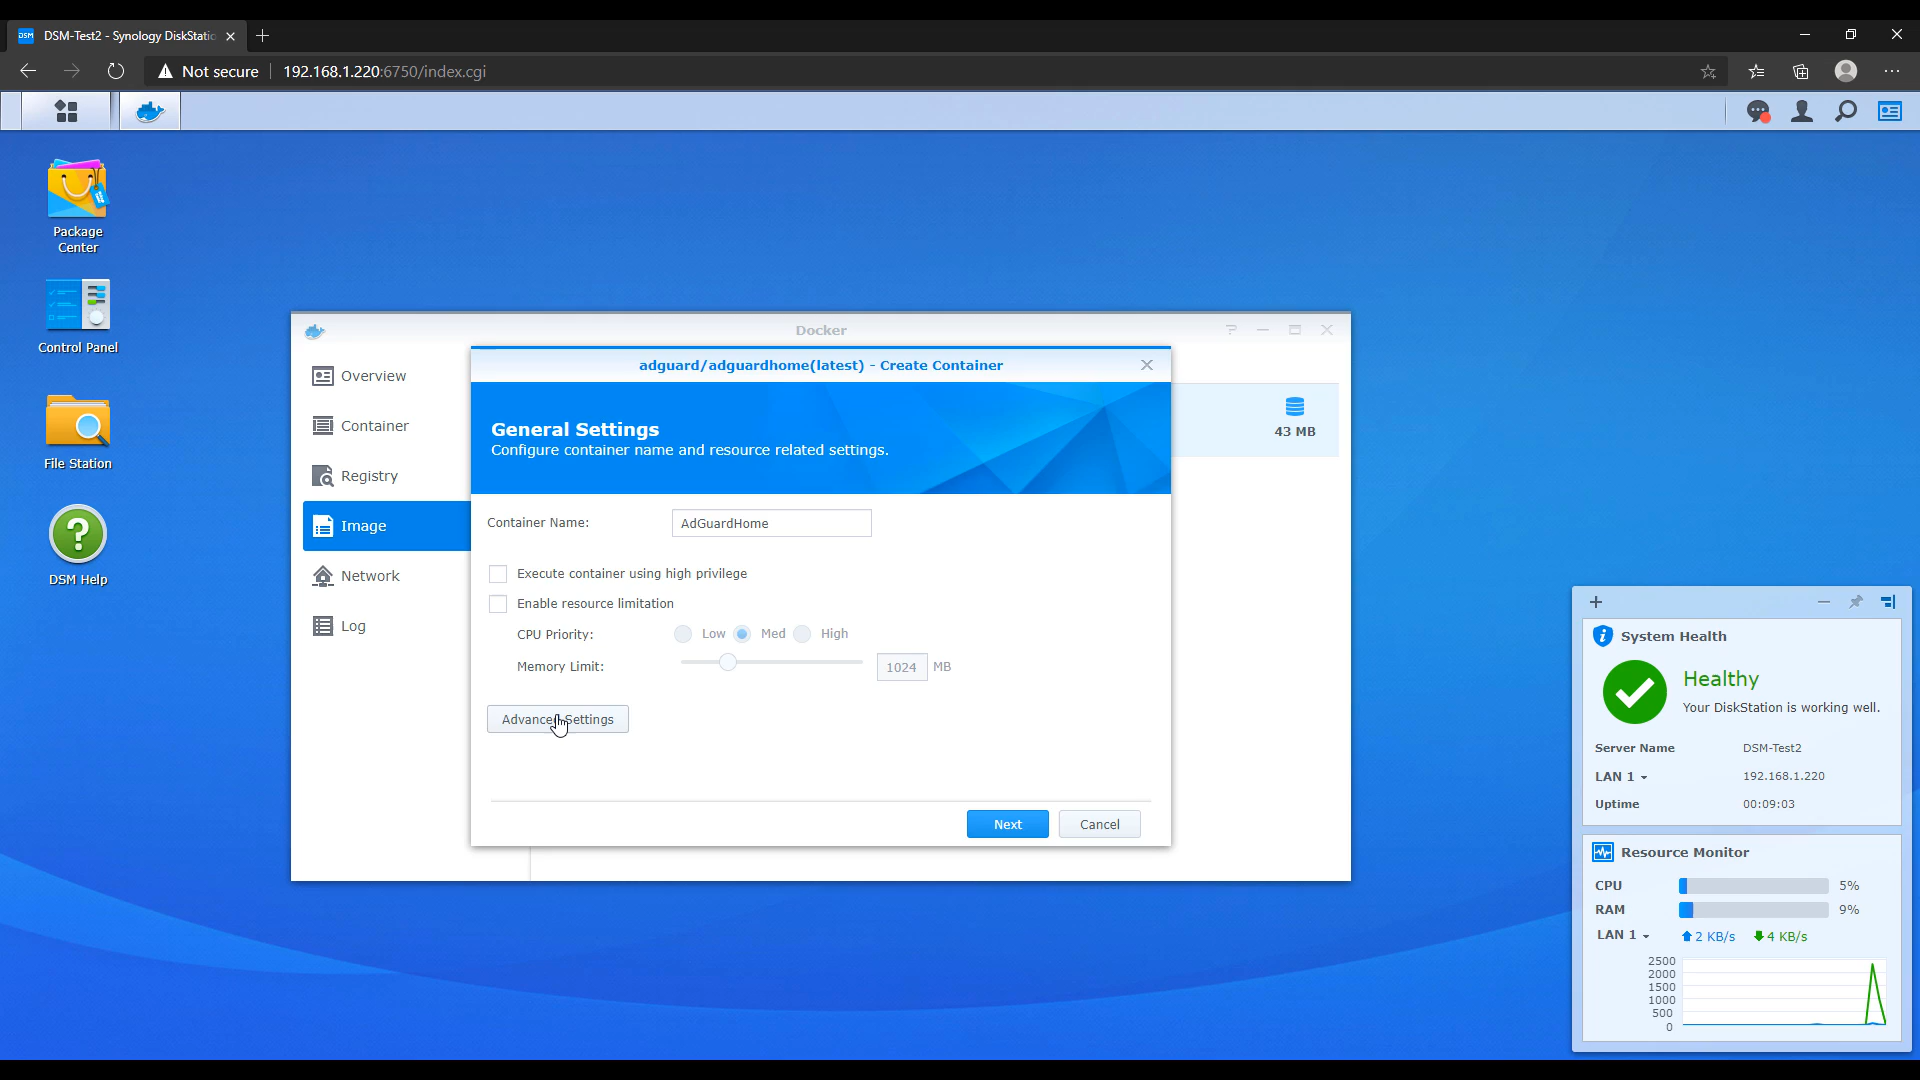 DSM-Test2 - Synology DiskStatio
Not secure
192.168.1.220:6750/index.cgi
Package
Center
Control Panel
File Station
DSM Help
Docker
Overview
Container
Registry
Image
Network
Log
43 MB
adguard/adguardhome(latest) - Create Container
General Settings
Configure container name and resource related settings.
Container Name:
AdGuardHome
Execute container using high privilege
Enable resource limitation
CPU Priority:
Low
Med
High
Memory Limit:
1024
MB
Advanced Settings
Next
Cancel
System Health
Healthy
Your DiskStation is working well.
Server Name
DSM-Test2
LAN 1
192.168.1.220
Uptime
00:09:03
Resource Monitor
CPU
5%
RAM
9%
LAN 1
2 KB/s
4 KB/s
2500
2000
1500
1000
500
0